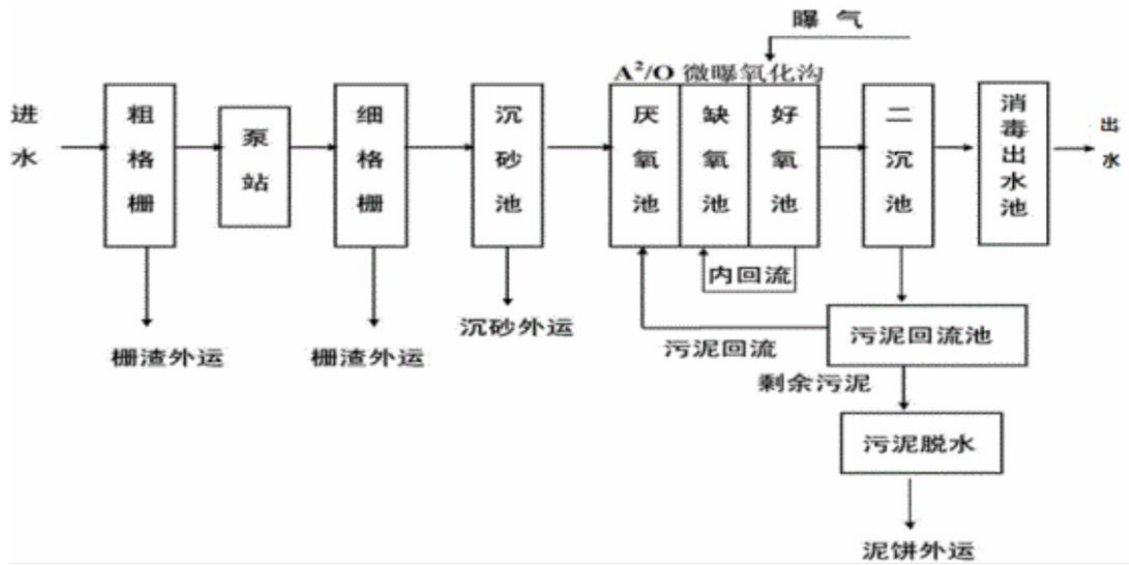 曝气
A²/O 微曝氧化沟
进水
粗格栅
泵站
细格栅
沉砂池
厌氧池
缺氧池
好氧池
二沉池
消毒出水池
出水
内回流
栅渣外运
栅渣外运
沉砂外运
污泥回流
污泥回流池
剩余污泥
污泥脱水
泥饼外运